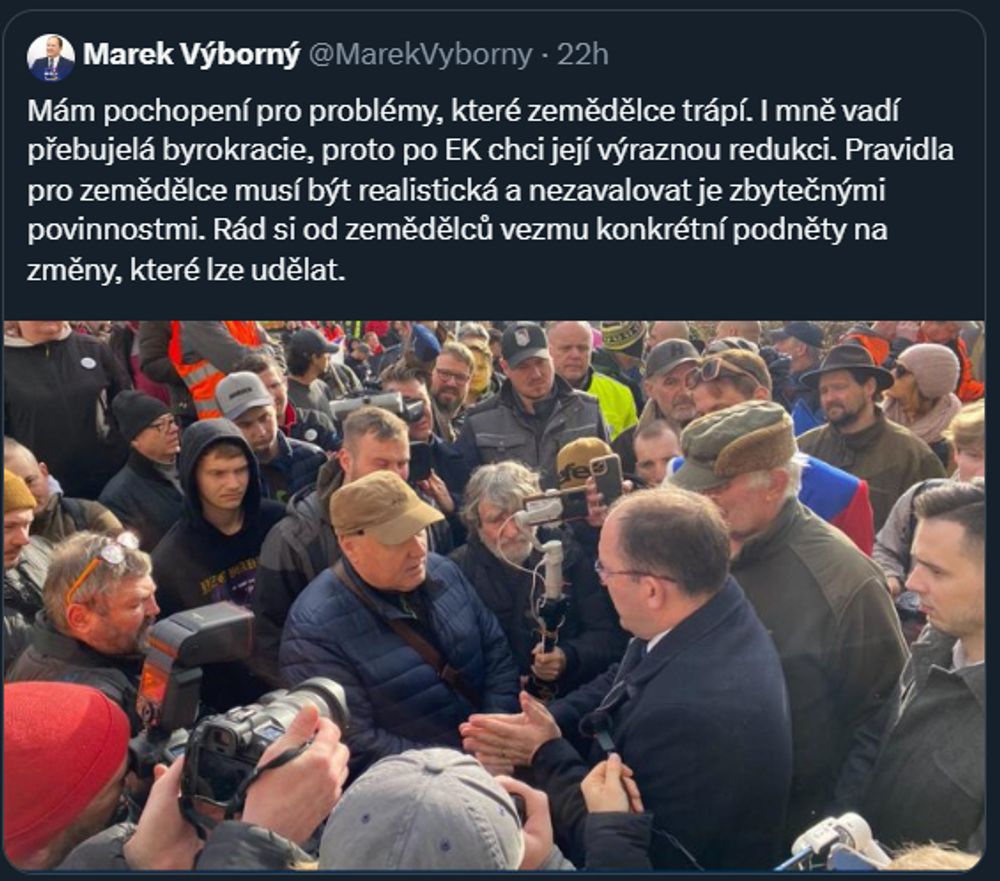 Marek Výborný @MarekVyborny · 22h
Mám pochopení pro problémy, které zemědělce trápí. I mně vadí
přebujelá byrokracie, proto po EK chci její výraznou redukci. Pravidla
pro zemědělce musí být realistická a nezavalovat je zbytečnými
povinnostmi. Rád si od zemědělců vezmu konkrétní podněty na
změny, které lze udělat.